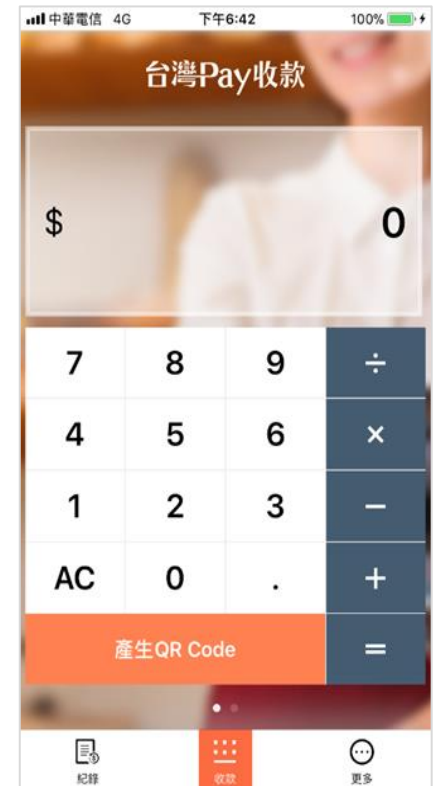 中華電信 4G 下午6:42 100%
台灣Pay收款
$ 0
7 8 9 ÷
4 5 6 ×
1 2 3 −
AC 0 . +
產生QR Code =
紀錄 收款 更多